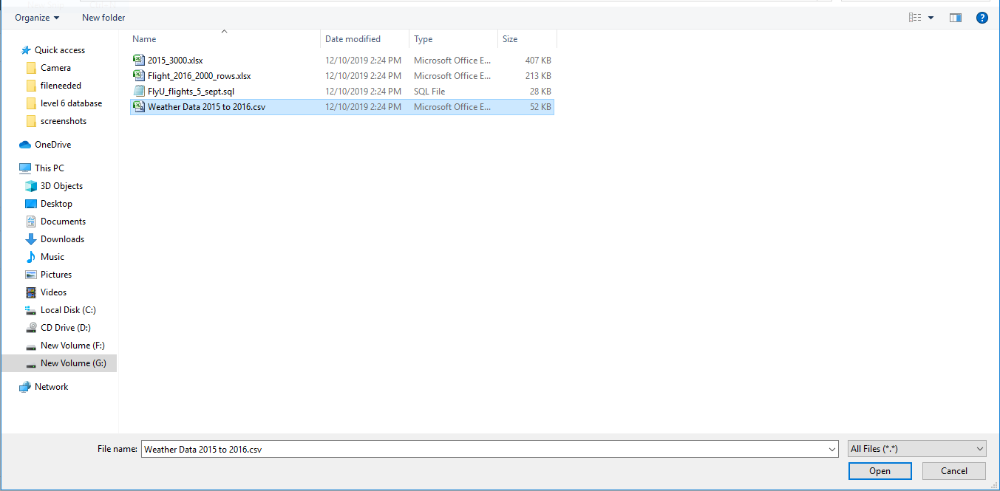 Organize New folder
Name Date modified Type Size
Quick access
Camera
fileneeded
level 6 database
screenshots
OneDrive
This PC
3D Objects
Desktop
Documents
Downloads
Music
Pictures
Videos
Local Disk (C:)
CD Drive (D:)
New Volume (F:)
New Volume (G:)
Network
2015_3000.xlsx 12/10/2019 2:24 PM Microsoft Office E... 407 KB
Flight_2016_2000_rows.xlsx 12/10/2019 2:24 PM Microsoft Office E... 213 KB
FlyU_flights_5_sept.sql 12/10/2019 2:24 PM SQL File 28 KB
Weather Data 2015 to 2016.csv 12/10/2019 2:24 PM Microsoft Office E... 52 KB
File name: Weather Data 2015 to 2016.csv All Files (*.*)
Open Cancel